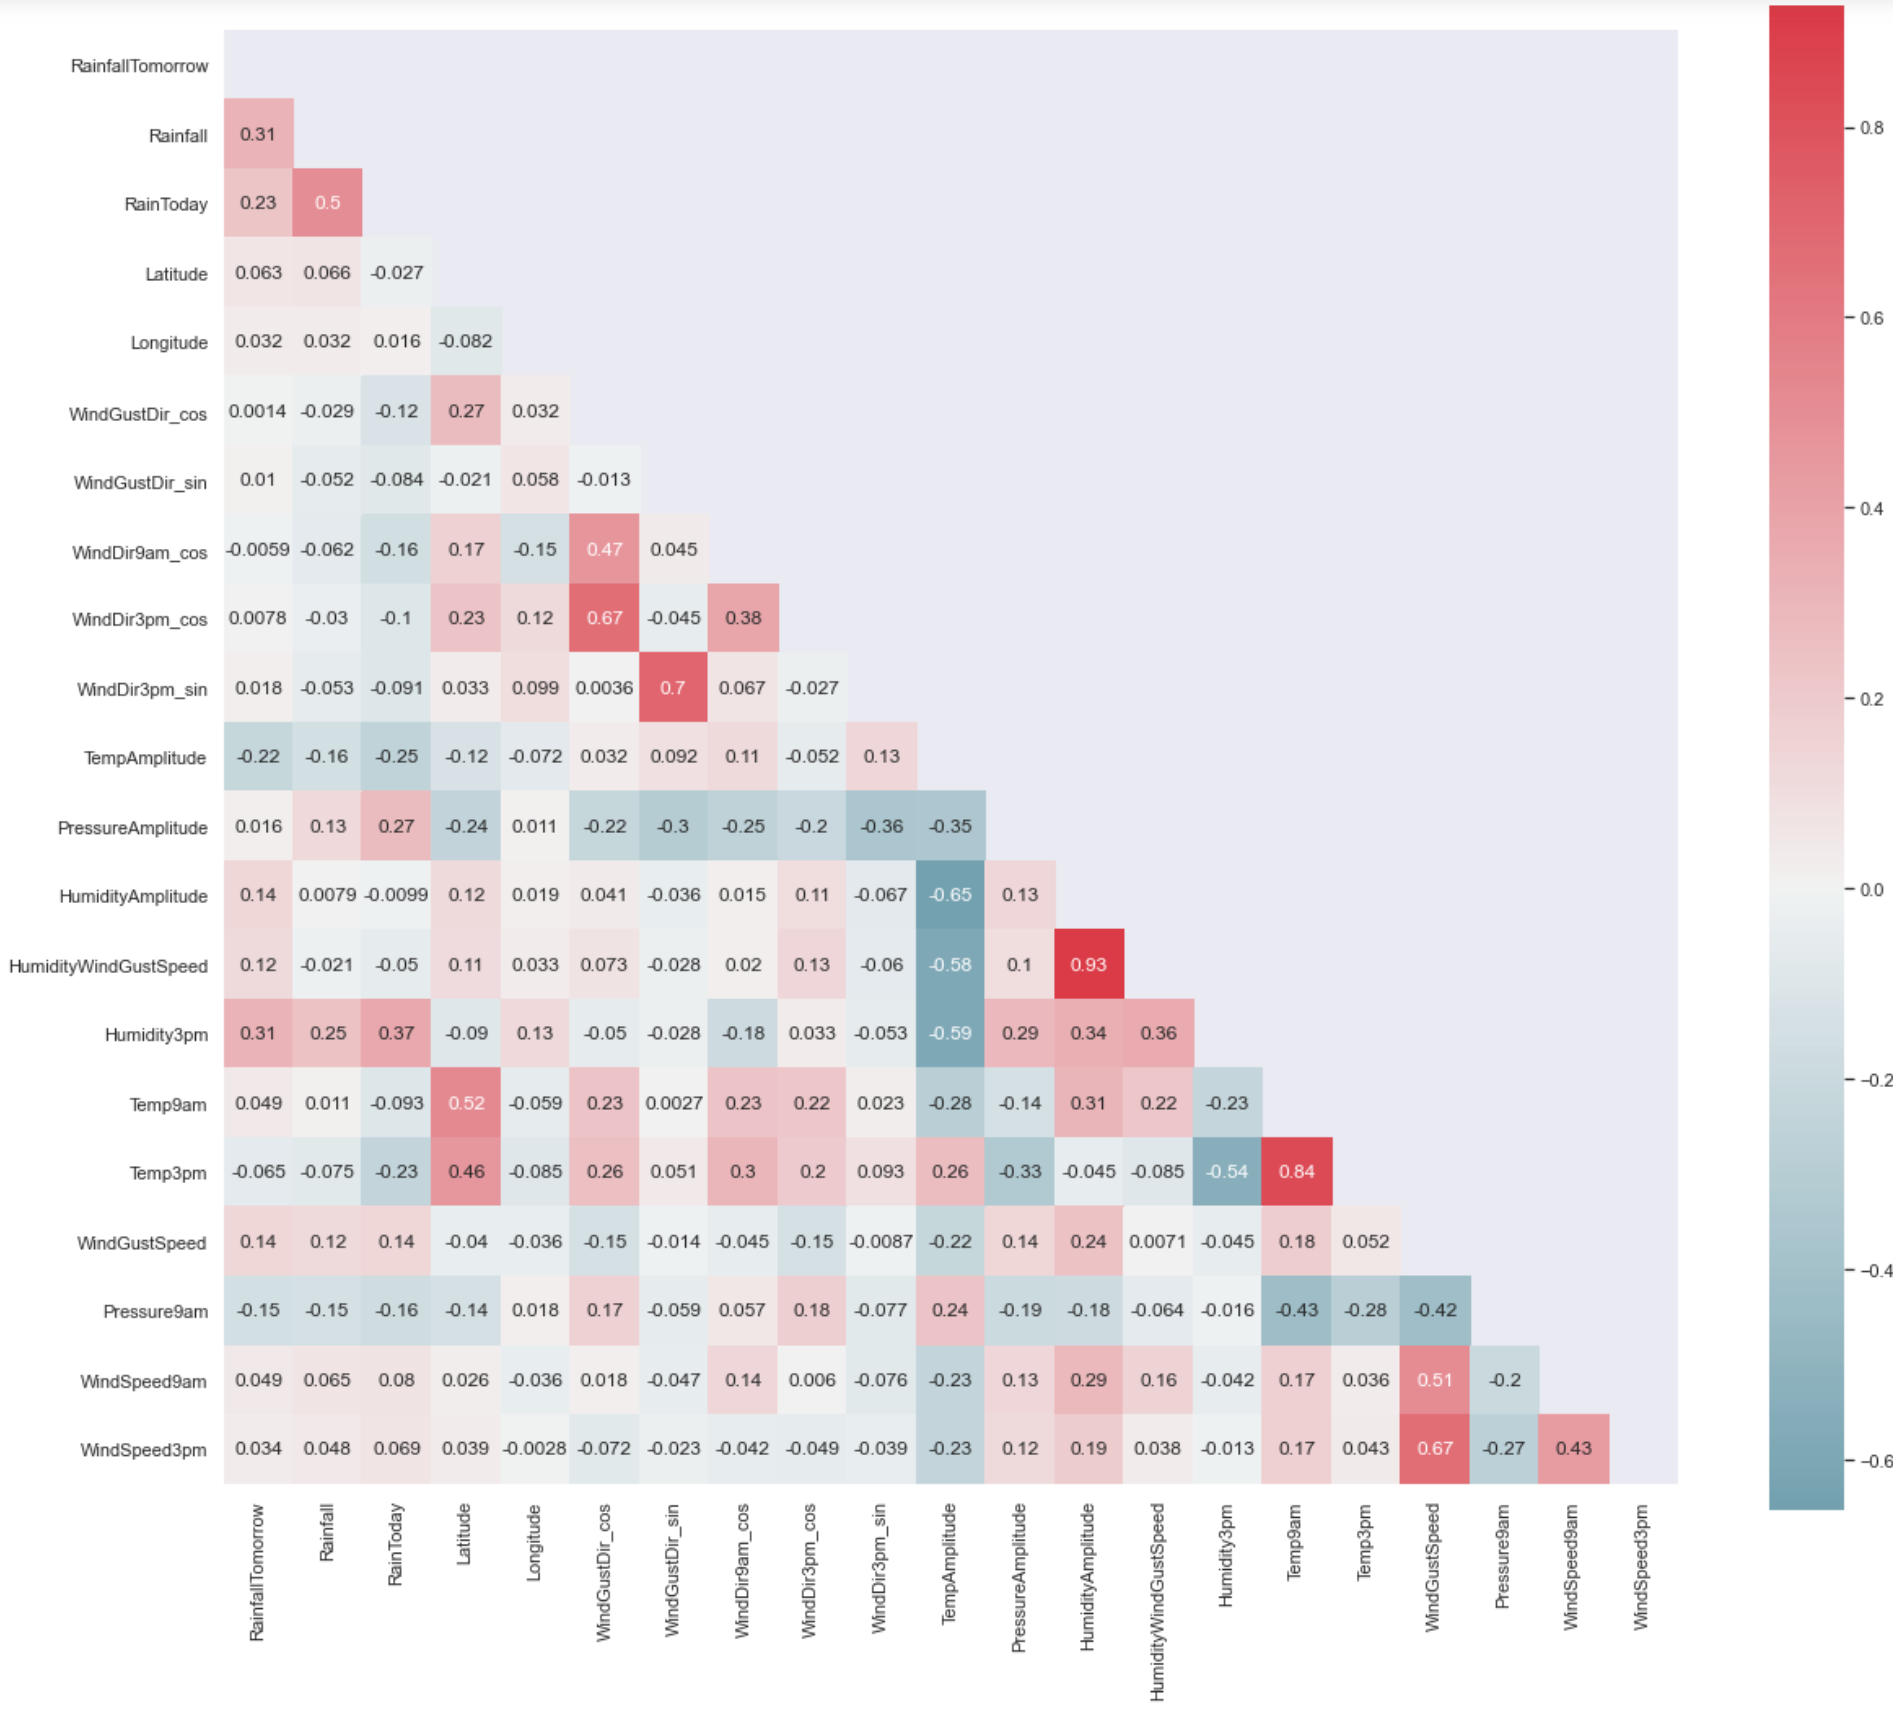 RainfallTomorrow
Rainfall 0.31
RainToday 0.23 0.5
Latitude 0.063 0.066 -0.027
Longitude 0.032 0.032 0.016 -0.082
WindGustDir_cos 0.0014 -0.029 -0.12 0.27 0.032
WindGustDir_sin 0.01 -0.052 -0.084 -0.021 0.058 -0.013
WindDir9am_cos -0.0059 -0.062 -0.16 0.17 -0.15 0.47 0.045
WindDir3pm_cos 0.0078 -0.03 -0.1 0.23 0.12 0.67 -0.045 0.38
WindDir3pm_sin 0.018 -0.053 -0.091 0.033 0.099 0.0036 0.7 0.067 -0.027
TempAmplitude -0.22 -0.16 -0.25 -0.12 -0.072 0.032 0.092 0.11 -0.052 0.13
PressureAmplitude 0.016 0.13 0.27 -0.24 0.011 -0.22 -0.3 -0.25 -0.2 -0.36 -0.35
HumidityAmplitude 0.14 0.0079 -0.0099 0.12 0.019 0.041 -0.036 0.015 0.11 -0.067 -0.65 0.13
HumidityWindGustSpeed 0.12 -0.021 -0.05 0.11 0.033 0.073 -0.028 0.02 0.13 -0.06 -0.58 0.1 0.93
Humidity3pm 0.31 0.25 0.37 -0.09 0.13 -0.05 -0.028 -0.18 0.033 -0.053 -0.59 0.29 0.34 0.36
Temp9am 0.049 0.011 -0.093 0.52 -0.059 0.23 0.0027 0.23 0.22 0.023 -0.28 -0.14 0.31 0.22 -0.23
Temp3pm -0.065 -0.075 -0.23 0.46 -0.085 0.26 0.051 0.3 0.2 0.093 0.26 -0.33 -0.045 -0.085 -0.54 0.84
WindGustSpeed 0.14 0.12 0.14 -0.04 -0.036 -0.15 -0.014 -0.045 -0.15 -0.0087 -0.22 0.14 0.24 0.0071 -0.045 0.18 0.052
Pressure9am -0.15 -0.15 -0.16 -0.14 0.018 0.17 -0.059 0.057 0.18 -0.077 0.24 -0.19 -0.18 -0.064 -0.016 -0.43 -0.28 -0.42
WindSpeed9am 0.049 0.065 0.08 0.026 -0.036 0.018 -0.047 0.14 0.006 -0.076 -0.23 0.13 0.29 0.16 -0.042 0.17 0.036 0.51 -0.2
WindSpeed3pm 0.034 0.048 0.069 0.039 -0.0028 -0.072 -0.023 -0.042 -0.049 -0.039 -0.23 0.12 0.19 0.038 -0.013 0.17 0.043 0.67 -0.27 0.43
RainfallTomorrow
Rainfall
RainToday
Latitude
Longitude
WindGustDir_cos
WindGustDir_sin
WindDir9am_cos
WindDir3pm_cos
WindDir3pm_sin
TempAmplitude
PressureAmplitude
HumidityAmplitude
HumidityWindGustSpeed
Humidity3pm
Temp9am
Temp3pm
WindGustSpeed
Pressure9am
WindSpeed9am
WindSpeed3pm
0.8
0.6
0.4
0.2
0.0
−0.2
−0.4
−0.6